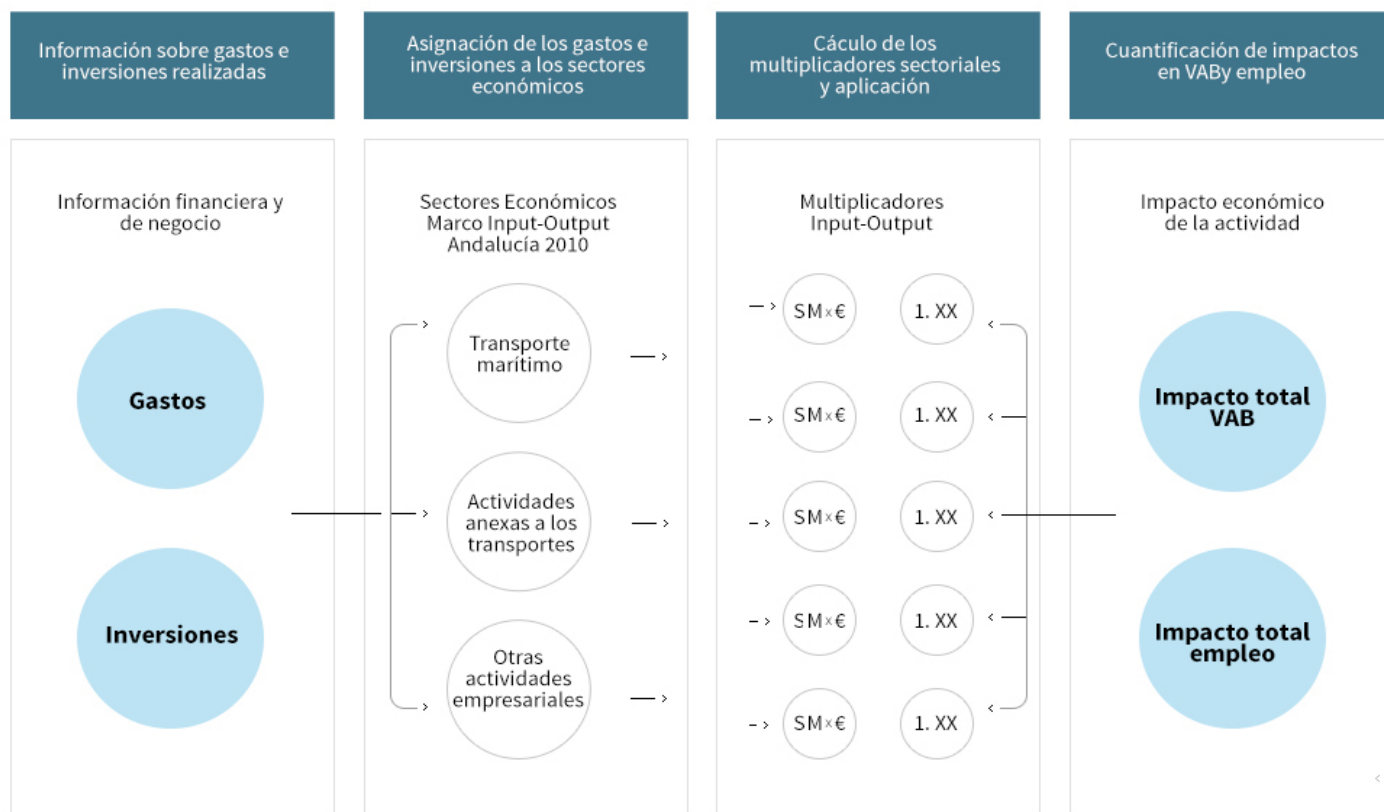 Información sobre gastos e
inversiones realizadas
Asignación de los gastos e
inversiones a los sectores
económicos
Cáculo de los
multiplicadores sectoriales
y aplicación
Cuantificación de impactos
en VABy empleo
Información financiera y
de negocio
Gastos
Inversiones
Sectores Económicos
Marco Input-Output
Andalucía 2010
Transporte
marítimo
Actividades
anexas a los
transportes
Otras
actividades
empresariales
Multiplicadores
Input-Output
SM x € 1. XX
SM x € 1. XX
SM x € 1. XX
SM x € 1. XX
SM x € 1. XX
Impacto económico
de la actividad
Impacto total
VAB
Impacto total
empleo